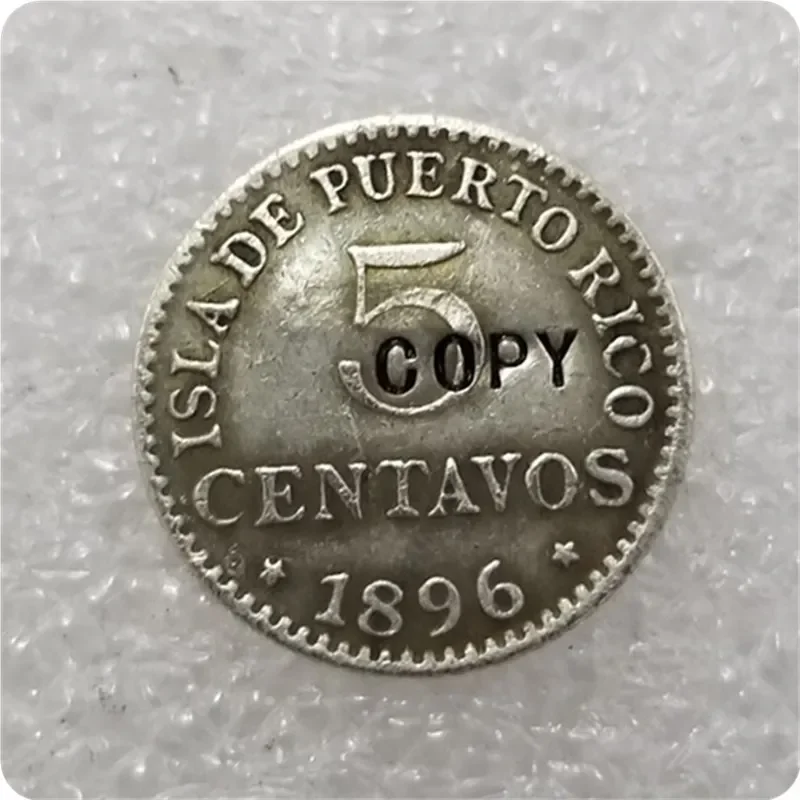 ISLA DE PUERTO RICO
5
COPY
CENTAVOS
* 1896 *